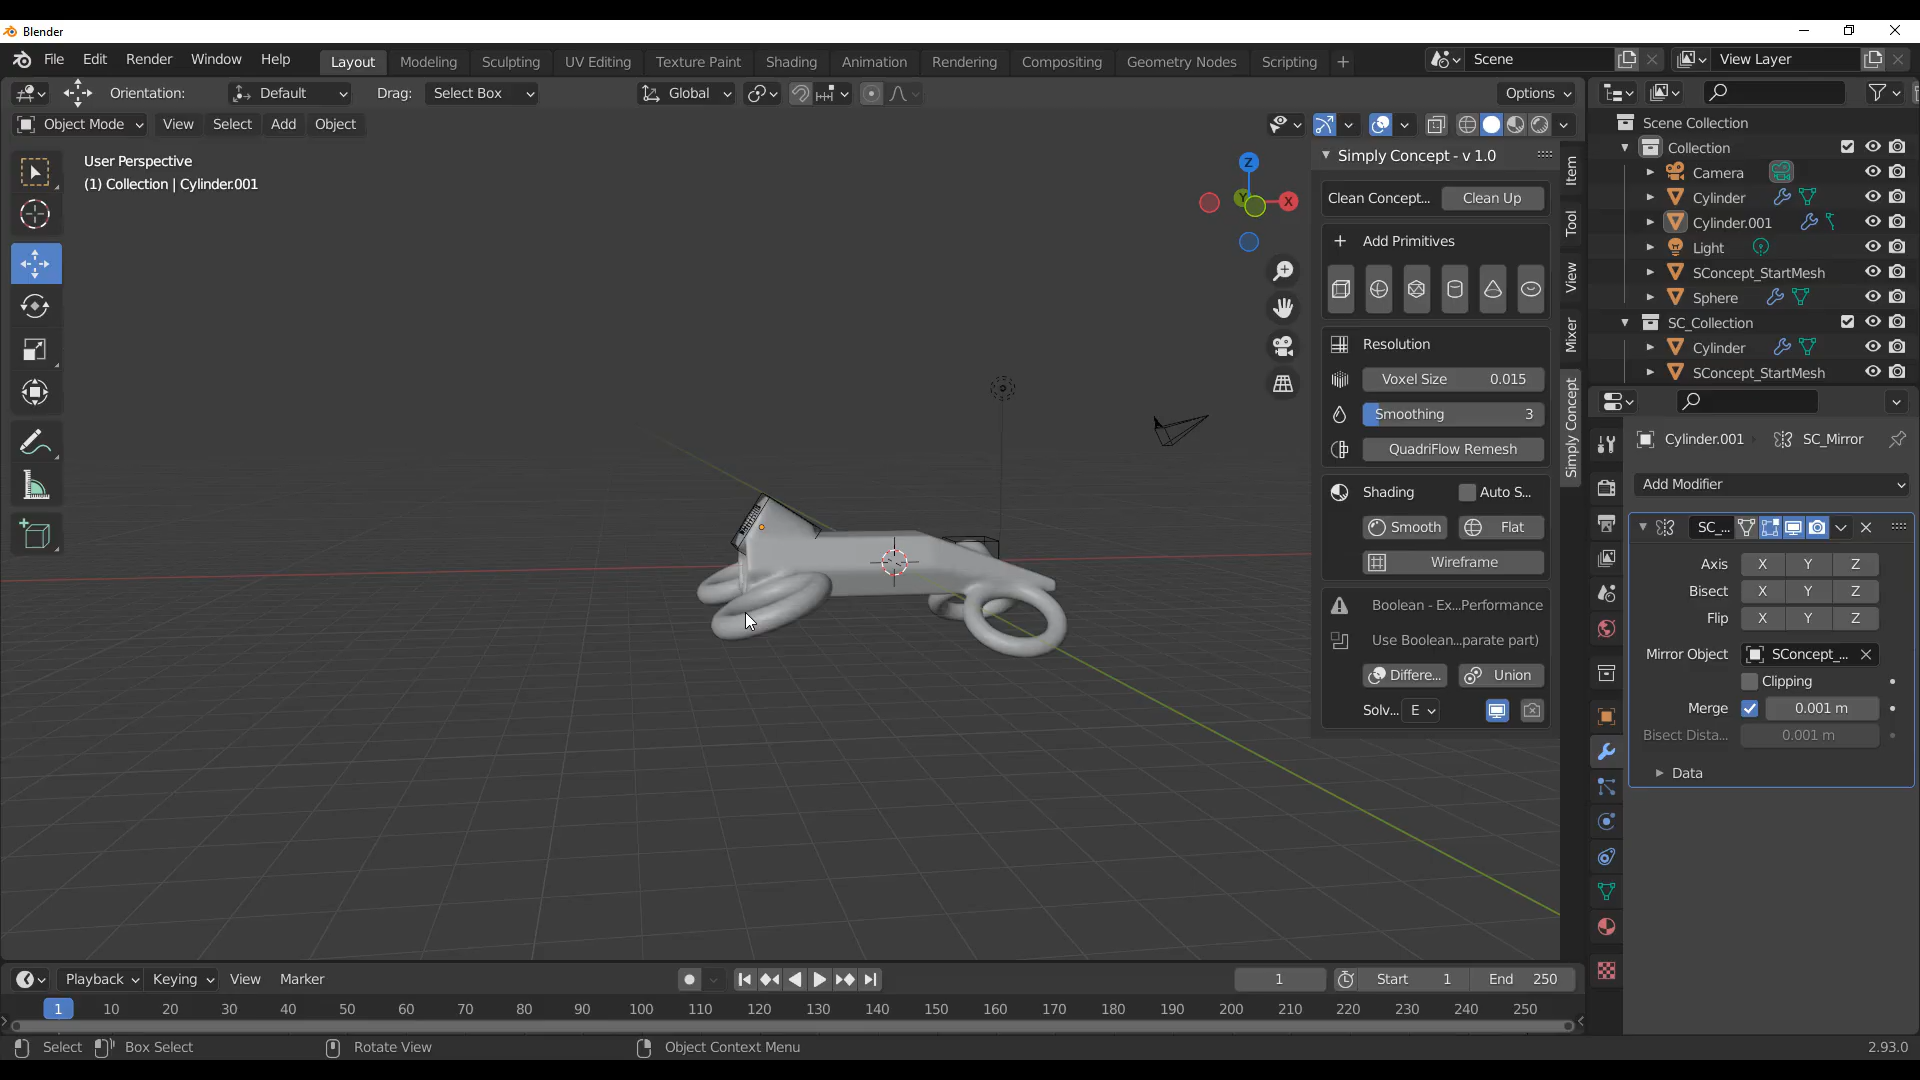 Blender
File Edit Render Window Help Layout Modeling Sculpting UV Editing Texture Paint Shading Animation Rendering Compositing Geometry Nodes Scripting Scene View Layer
Orientation: Default Drag: Select Box Global Options
Object Mode View Select Add Object
User Perspective
(1) Collection | Cylinder.001
Z
Y
X
Simply Concept - v 1.0
Clean Concept... Clean Up
Add Primitives
Resolution
Voxel Size 0.015
Smoothing 3
QuadriFlow Remesh
Shading Auto S...
Smooth Flat
Wireframe
Boolean - Ex...Performance
Use Boolean...parate part)
Differe... Union
Solv... E
Item
Tool
View
Mixer
Simply Concept
Scene Collection
Collection
Camera
Cylinder
Cylinder.001
Light
SConcept_StartMesh
Sphere
SC_Collection
Cylinder
SConcept_StartMesh
Cylinder.001 SC_Mirror
Add Modifier
SC_...
Axis X Y Z
Bisect X Y Z
Flip X Y Z
Mirror Object SConcept_...
Clipping
Merge 0.001 m
Bisect Dista... 0.001 m
Data
Playback Keying View Marker 1 Start 1 End 250
1 10 20 30 40 50 60 70 80 90 100 110 120 130 140 150 160 170 180 190 200 210 220 230 240 250
Select Box Select Rotate View Object Context Menu 2.93.0